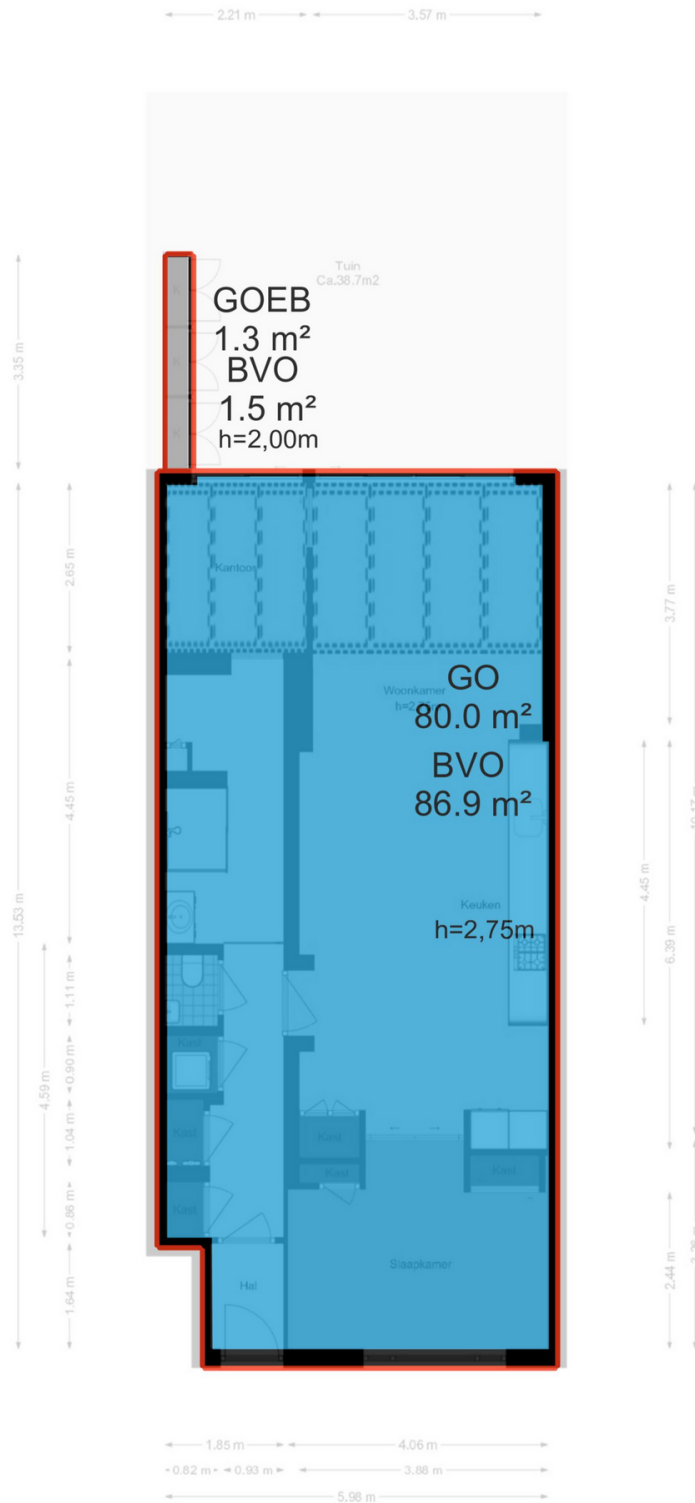 2.21 m
3.57 m
Tuin
Ca.38.7m2
GOEB
1.3 m²
BVO
1.5 m²
h=2,00m
K
K
K
3.35 m
13.53 m
2.65 m
4.45 m
4.59 m
1.11 m
0.90 m
1.04 m
0.86 m
1.64 m
Kantoor
Woonkamer
GO
80.0 m²
BVO
86.9 m²
Keuken
h=2,75m
Kast
Kast
Kast
Kast
Kast
Kast
Slaapkamer
Hal
3.77 m
4.45 m
6.39 m
2.44 m
1.85 m
4.06 m
0.82 m
0.93 m
3.88 m
5.98 m